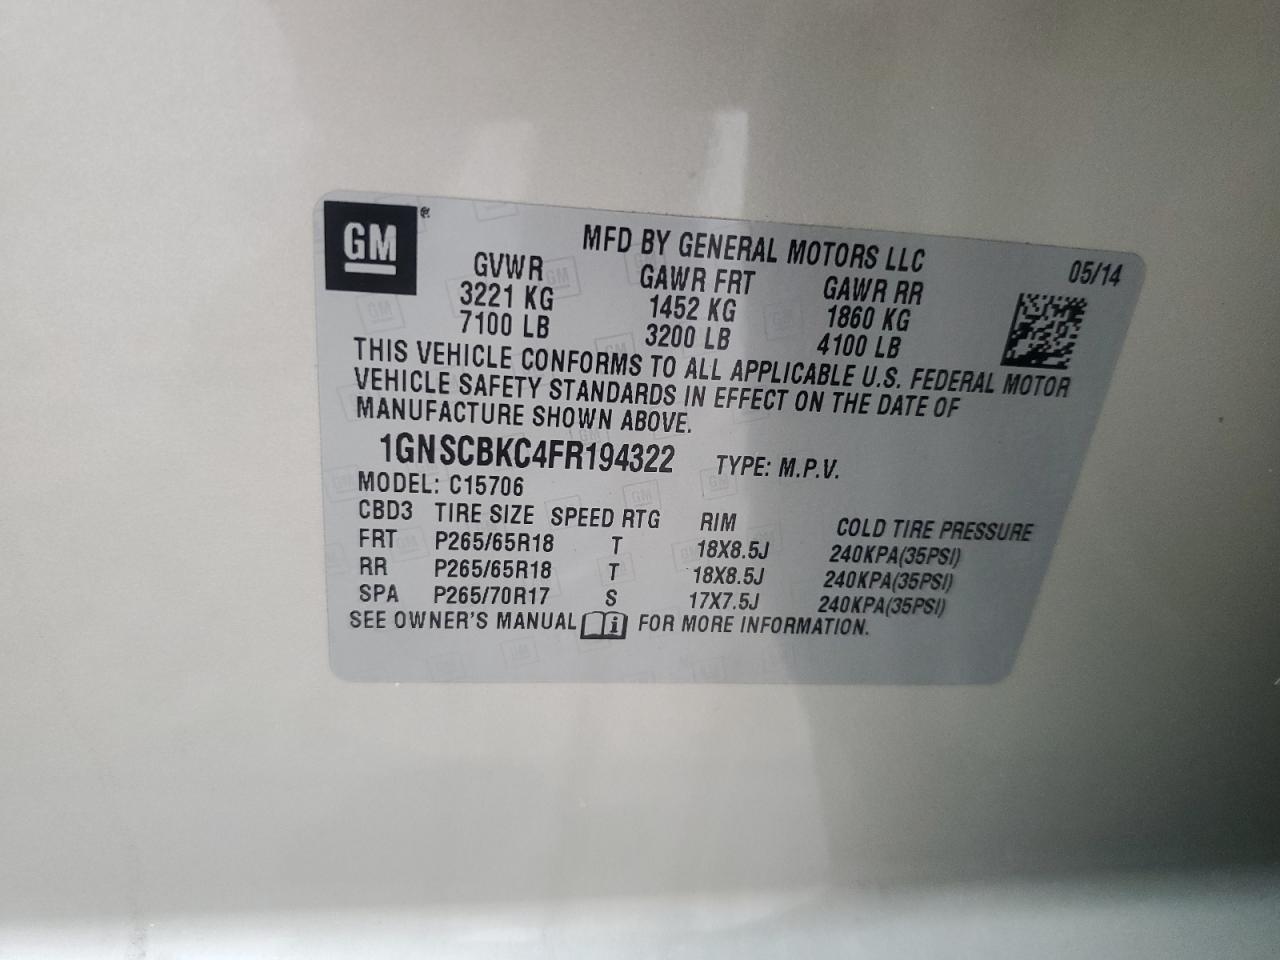 GM®
MFD BY GENERAL MOTORS LLC
05/14
GVWR GAWR FRT GAWR RR
3221 KG 1452 KG 1860 KG
7100 LB 3200 LB 4100 LB
THIS VEHICLE CONFORMS TO ALL APPLICABLE U.S. FEDERAL MOTOR
VEHICLE SAFETY STANDARDS IN EFFECT ON THE DATE OF
MANUFACTURE SHOWN ABOVE.
1GNSCBKC4FR194322 TYPE: M.P.V.
MODEL: C15706
CBD3 TIRE SIZE SPEED RTG RIM COLD TIRE PRESSURE
FRT P265/65R18 T 18X8.5J 240KPA(35PSI)
RR P265/65R18 T 18X8.5J 240KPA(35PSI)
SPA P265/70R17 S 17X7.5J 240KPA(35PSI)
SEE OWNER'S MANUAL i FOR MORE INFORMATION.